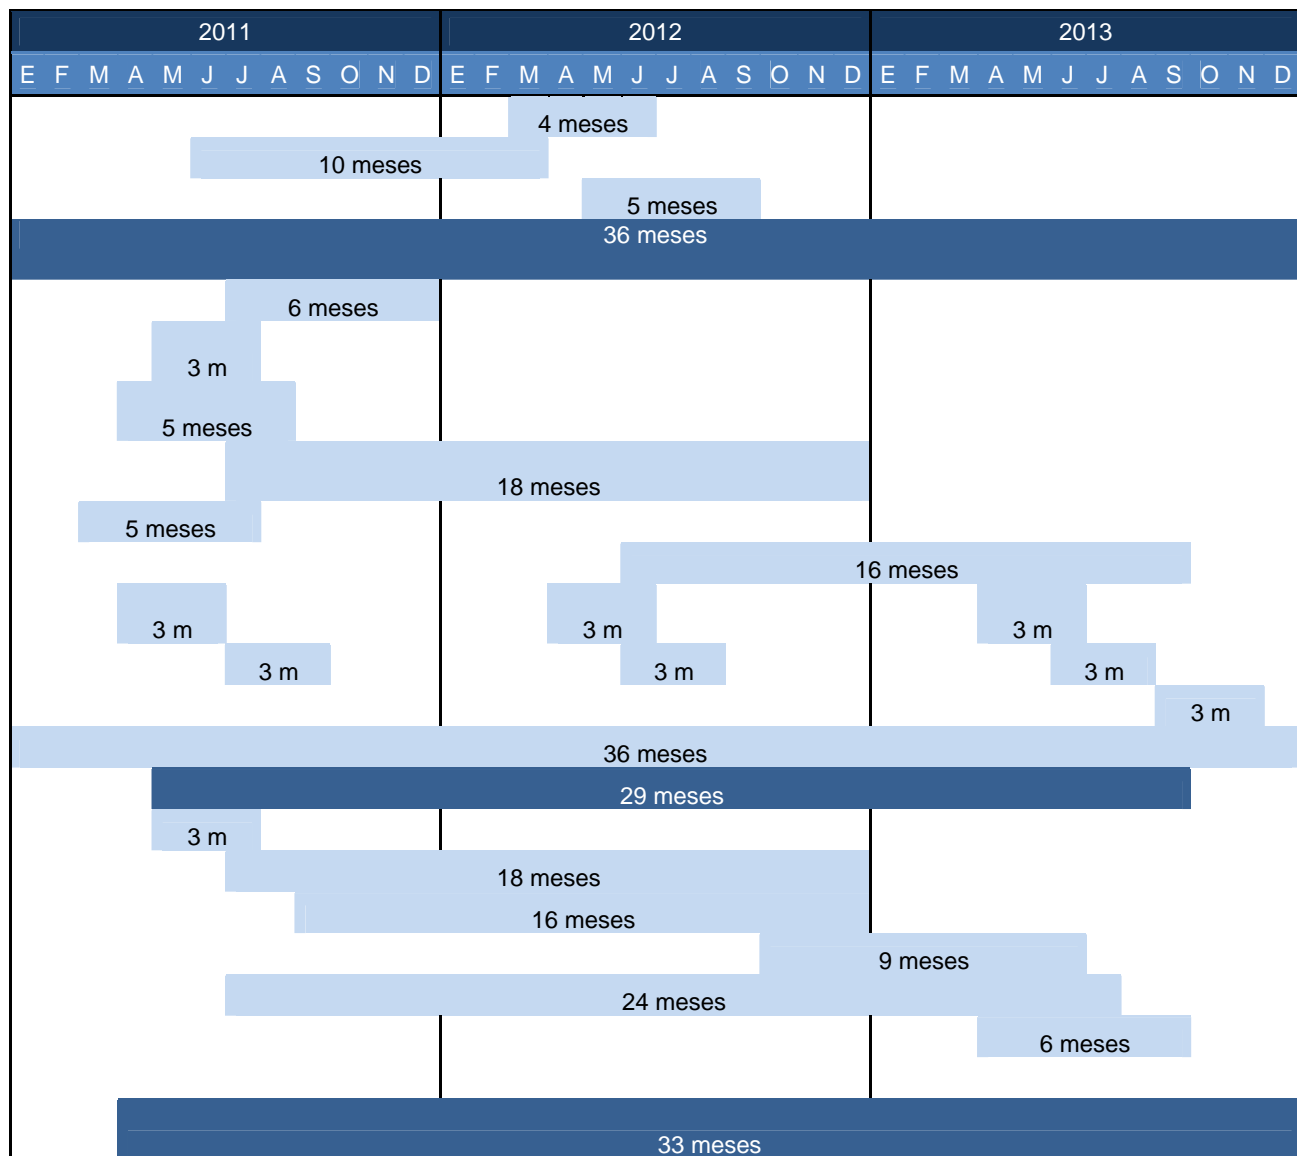 2011 2012 2013
E F M A M J J A S O N D E F M A M J J A S O N D E F M A M J J A S O N D
4 meses
10 meses
5 meses
36 meses
6 meses
3 m
5 meses
18 meses
5 meses
16 meses
3 m 3 m 3 m
3 m 3 m 3 m
3 m
36 meses
29 meses
3 m
18 meses
16 meses
9 meses
24 meses
6 meses
33 meses